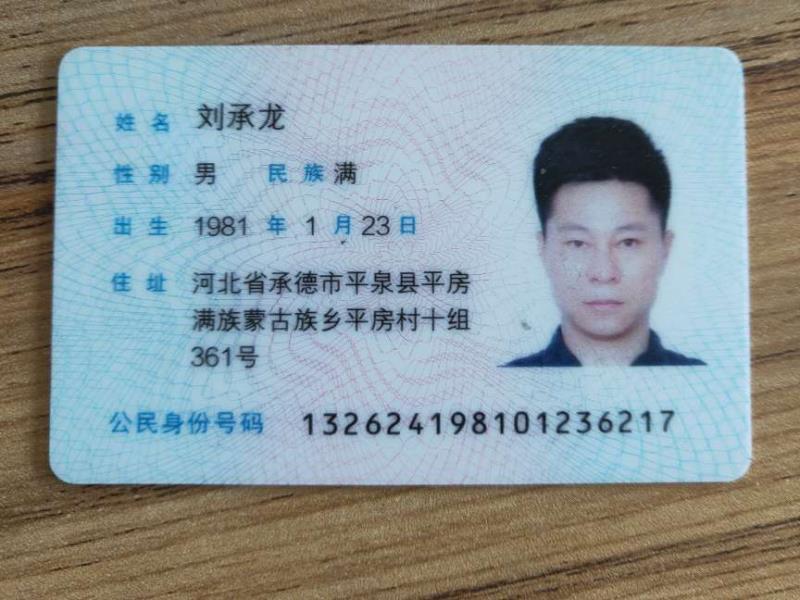 姓名 刘承龙
性别 男 民族 满
出生 1981 年 1 月 23 日
住址 河北省承德市平泉县平房
满族蒙古族乡平房村十组
361号
公民身份号码 132624198101236217